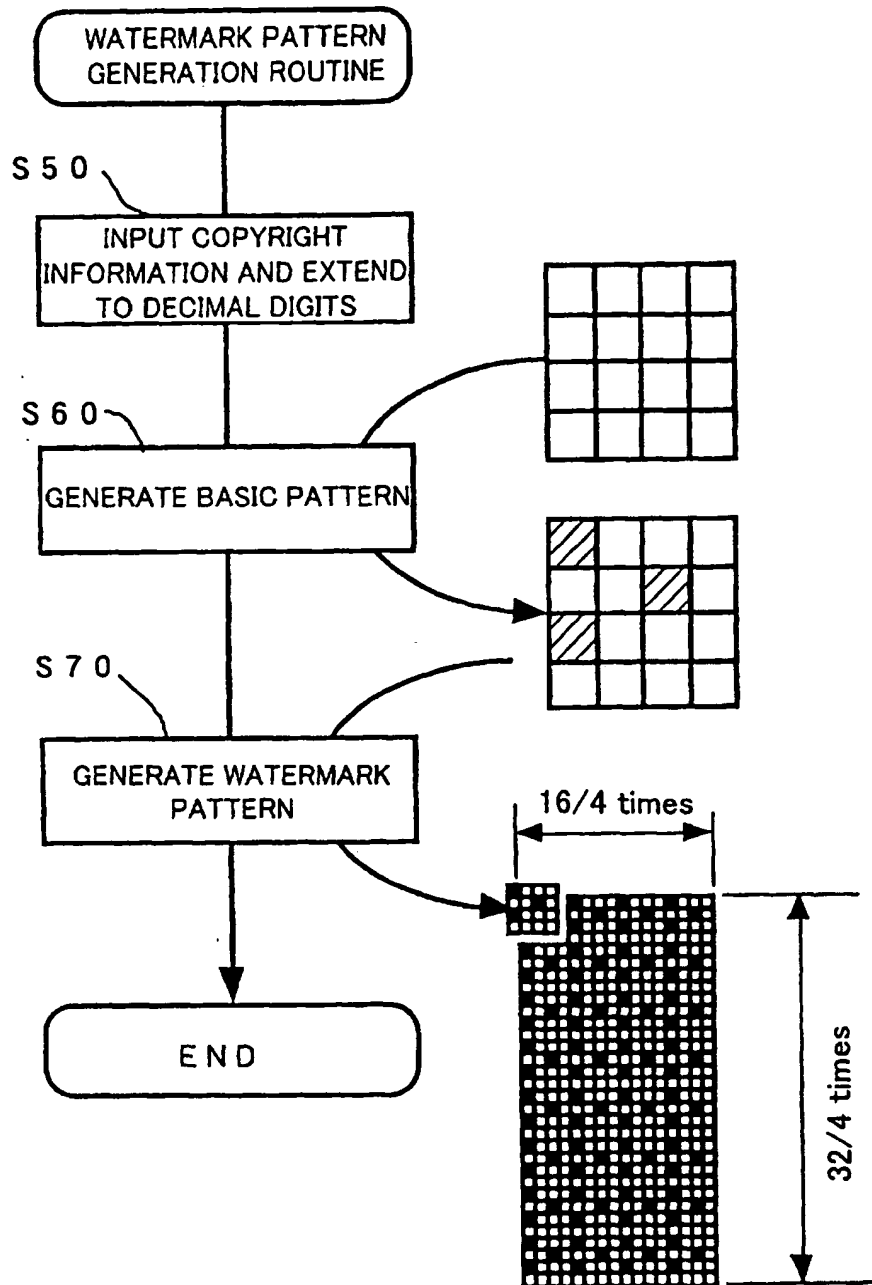 WATERMARK PATTERN
GENERATION ROUTINE
S50
INPUT COPYRIGHT
INFORMATION AND EXTEND
TO DECIMAL DIGITS
S60
GENERATE BASIC PATTERN
S70
GENERATE WATERMARK
PATTERN
16/4 times
32/4 times
END